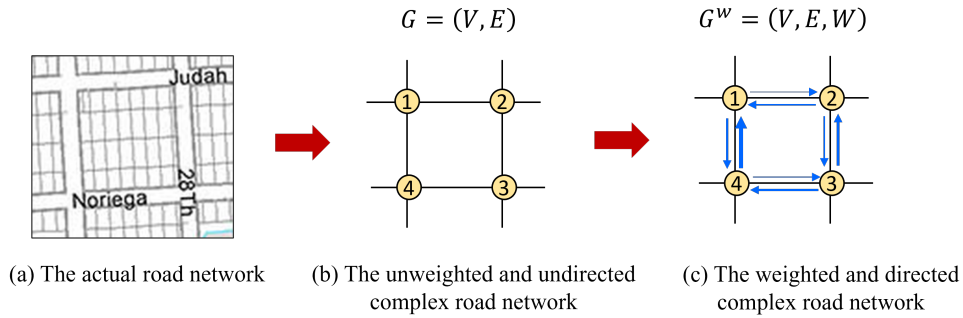 G = (V, E)
G^w = (V, E, W)
Judah
Noriega
28 Th
1
2
4
3
1
2
4
3
(a) The actual road network
(b) The unweighted and undirected
complex road network
(c) The weighted and directed
complex road network